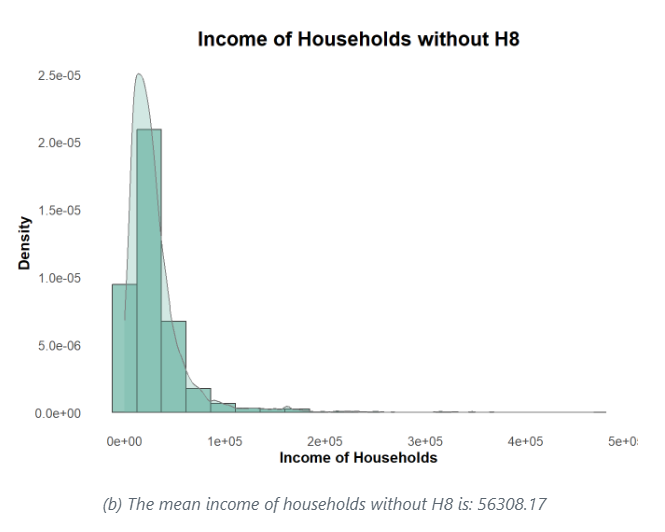 Income of Households without H8
2.5e-05
2.0e-05
1.5e-05
1.0e-05
5.0e-06
0.0e+00
Density
0e+00 1e+05 2e+05 3e+05 4e+05 5e+0
Income of Households
(b) The mean income of households without H8 is: 56308.17